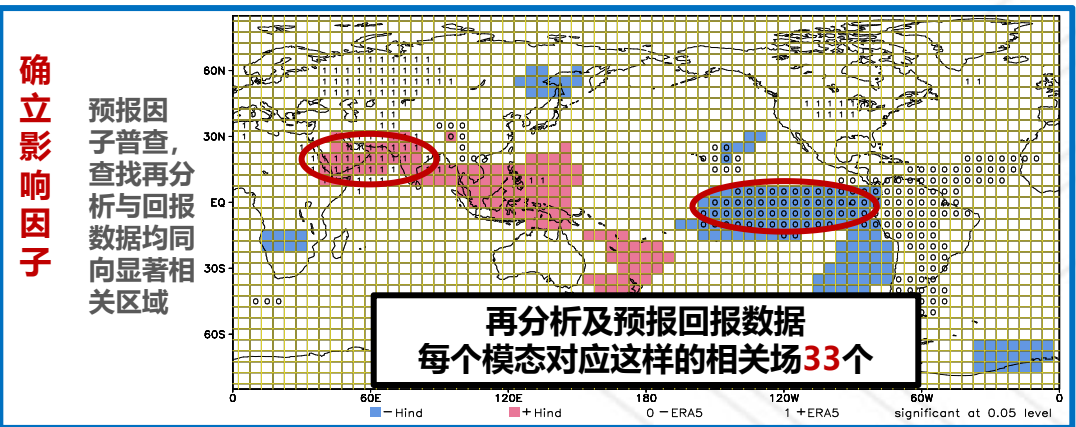 确
立
影
响
因
子
预报因
子普查，
查找再分
析与回报
数据均同
向显著相
关区域
60N
30N
EQ
30S
60S
再分析及预报回报数据
每个模态对应这样的相关场33个
0 60E 120E 180 120W 60W 0
-Hind +Hind 0 -ERA5 1 +ERA5 significant at 0.05 level